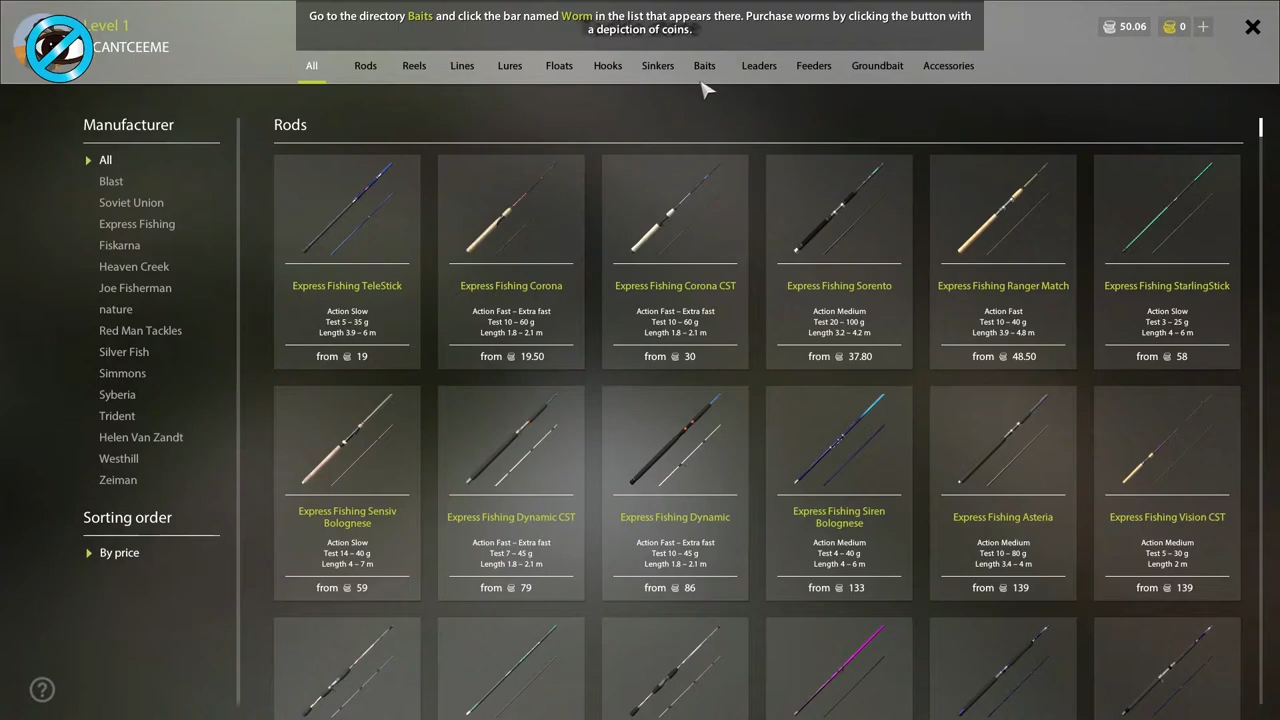 Level 1
CANTCEEME
Go to the directory Baits and click the bar named Worm in the list that appears there. Purchase worms by clicking the button with
a depiction of coins.
50.06
0
+
All
Rods
Reels
Lines
Lures
Floats
Hooks
Sinkers
Baits
Leaders
Feeders
Groundbait
Accessories
Manufacturer
All
Blast
Soviet Union
Express Fishing
Fiskarna
Heaven Creek
Joe Fisherman
nature
Red Man Tackles
Silver Fish
Simmons
Syberia
Trident
Helen Van Zandt
Westhill
Zeiman
Sorting order
By price
?
Rods
Express Fishing TeleStick
Action Slow
Test 5 – 35 g
Length 3.9 – 6 m
from 19
Express Fishing Corona
Action Fast – Extra fast
Test 10 – 60 g
Length 1.8 – 2.1 m
from 19.50
Express Fishing Corona CST
Action Fast – Extra fast
Test 10 – 60 g
Length 1.8 – 2.1 m
from 30
Express Fishing Sorento
Action Medium
Test 20 – 100 g
Length 3.2 – 4.2 m
from 37.80
Express Fishing Ranger Match
Action Fast
Test 10 – 40 g
Length 3.9 – 4.8 m
from 48.50
Express Fishing StarlingStick
Action Slow
Test 3 – 25 g
Length 4 – 6 m
from 58
Express Fishing Sensiv
Bolognese
Action Slow
Test 14 – 40 g
Length 4 – 7 m
from 59
Express Fishing Dynamic CST
Action Fast – Extra fast
Test 7 – 45 g
Length 1.8 – 2.1 m
from 79
Express Fishing Dynamic
Action Fast – Extra fast
Test 10 – 45 g
Length 1.8 – 2.1 m
from 86
Express Fishing Siren
Bolognese
Action Medium
Test 4 – 40 g
Length 4 – 6 m
from 133
Express Fishing Asteria
Action Medium
Test 10 – 80 g
Length 3.4 – 4 m
from 139
Express Fishing Vision CST
Action Medium
Test 5 – 30 g
Length 2 m
from 139